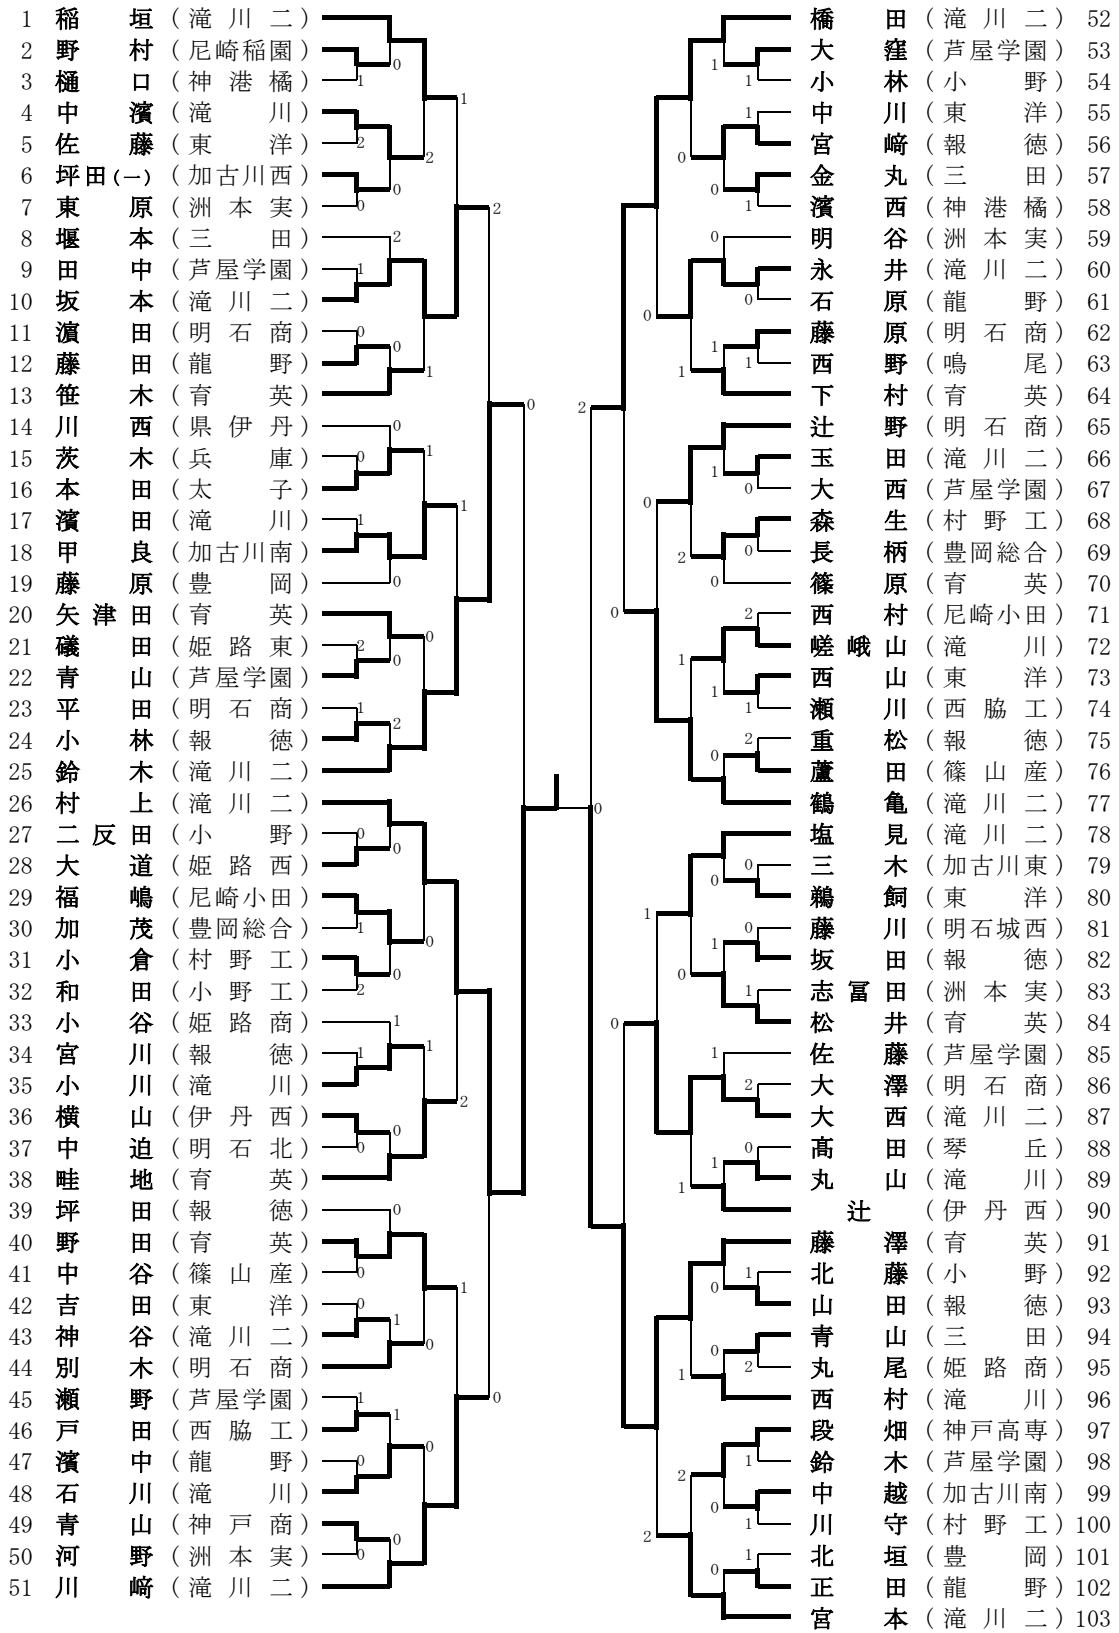 1 稲垣 (滝川二)
2 野村 (尼崎稲園)
3 樋口 (神港橘)
4 中濱 (滝川)
5 佐藤 (東洋)
6 坪田(一) (加古川西)
7 東原 (洲本実)
8 堰本 (三田)
9 田中 (芦屋学園)
10 坂本 (滝川二)
11 濵田 (明石商)
12 藤田 (龍野)
13 笹木 (育英)
14 川西 (県伊丹)
15 茨木 (兵庫)
16 本田 (太子)
17 濱田 (滝川)
18 甲良 (加古川南)
19 藤原 (豊岡)
20 矢津田 (育英)
21 礒田 (姫路東)
22 青山 (芦屋学園)
23 平田 (明石商)
24 小林 (報徳)
25 鈴木 (滝川二)
26 村上 (滝川二)
27 二反田 (小野)
28 大道 (姫路西)
29 福嶋 (尼崎小田)
30 加茂 (豊岡総合)
31 小倉 (村野工)
32 和田 (小野工)
33 小谷 (姫路商)
34 宮川 (報徳)
35 小川 (滝川)
36 横山 (伊丹西)
37 中迫 (明石北)
38 畦地 (育英)
39 坪田 (報徳)
40 野田 (育英)
41 中谷 (篠山産)
42 吉田 (東洋)
43 神谷 (滝川二)
44 別木 (明石商)
45 瀬野 (芦屋学園)
46 戸田 (西脇工)
47 濱中 (龍野)
48 石川 (滝川)
49 青山 (神戸商)
50 河野 (洲本実)
51 川﨑 (滝川二)
橋田 (滝川二) 52
大窪 (芦屋学園) 53
小林 (小野) 54
中川 (東洋) 55
宮﨑 (報徳) 56
金丸 (三田) 57
濱西 (神港橘) 58
明谷 (洲本実) 59
永井 (滝川二) 60
石原 (龍野) 61
藤原 (明石商) 62
西野 (鳴尾) 63
下村 (育英) 64
辻野 (明石商) 65
玉田 (滝川二) 66
大西 (芦屋学園) 67
森生 (村野工) 68
長柄 (豊岡総合) 69
篠原 (育英) 70
西村 (尼崎小田) 71
嵯峨山 (滝川) 72
西山 (東洋) 73
瀬川 (西脇工) 74
重松 (報徳) 75
蘆田 (篠山産) 76
鶴亀 (滝川二) 77
塩見 (滝川二) 78
三木 (加古川東) 79
鵜飼 (東洋) 80
藤川 (明石城西) 81
坂田 (報徳) 82
志冨田 (洲本実) 83
松井 (育英) 84
佐藤 (芦屋学園) 85
大澤 (明石商) 86
大西 (滝川二) 87
髙田 (琴丘) 88
丸山 (滝川) 89
辻 (伊丹西) 90
藤澤 (育英) 91
北藤 (小野) 92
山田 (報徳) 93
青山 (三田) 94
丸尾 (姫路商) 95
西村 (滝川) 96
段畑 (神戸高専) 97
鈴木 (芦屋学園) 98
中越 (加古川南) 99
川守 (村野工) 100
北垣 (豊岡) 101
正田 (龍野) 102
宮本 (滝川二) 103